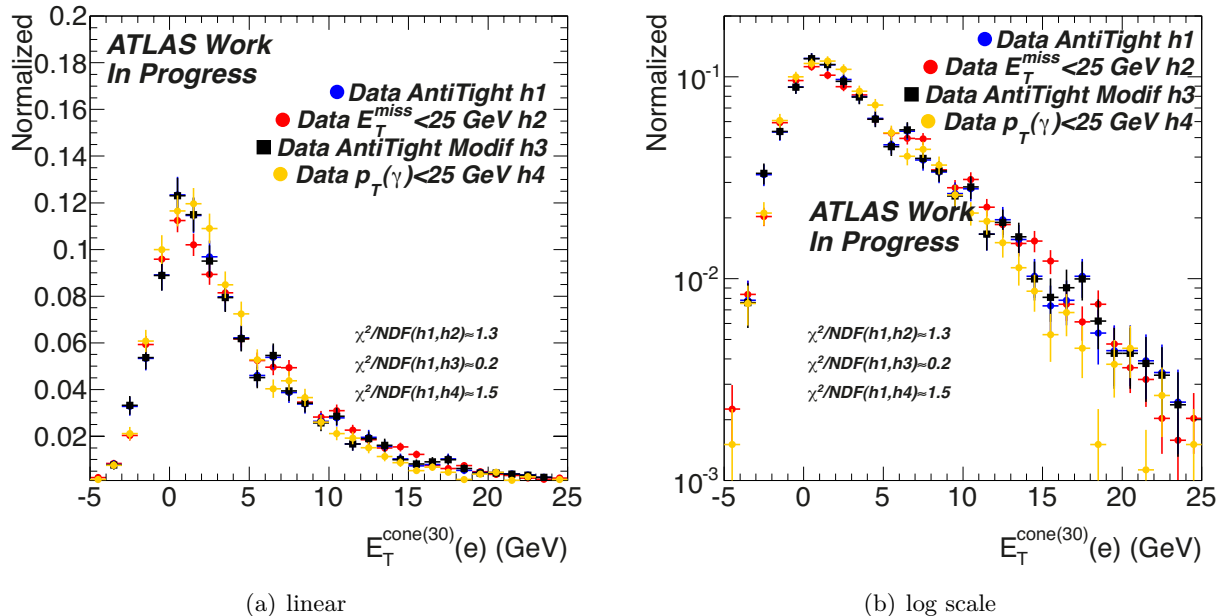 Normalized
0.2
0.18
0.16
0.14
0.12
0.1
0.08
0.06
0.04
0.02
ATLAS Work
In Progress
Data AntiTight h1
Data E_T^miss<25 GeV h2
Data AntiTight Modif h3
Data p_T(γ)<25 GeV h4
χ²/NDF(h1,h2)≈1.3
χ²/NDF(h1,h3)≈0.2
χ²/NDF(h1,h4)≈1.5
-5 0 5 10 15 20 25
E_T^cone(30)(e) (GeV)
(a) linear
Normalized
10⁻¹
10⁻²
10⁻³
Data AntiTight h1
Data E_T^miss<25 GeV h2
Data AntiTight Modif h3
Data p_T(γ)<25 GeV h4
ATLAS Work
In Progress
χ²/NDF(h1,h2)≈1.3
χ²/NDF(h1,h3)≈0.2
χ²/NDF(h1,h4)≈1.5
-5 0 5 10 15 20 25
E_T^cone(30)(e) (GeV)
(b) log scale